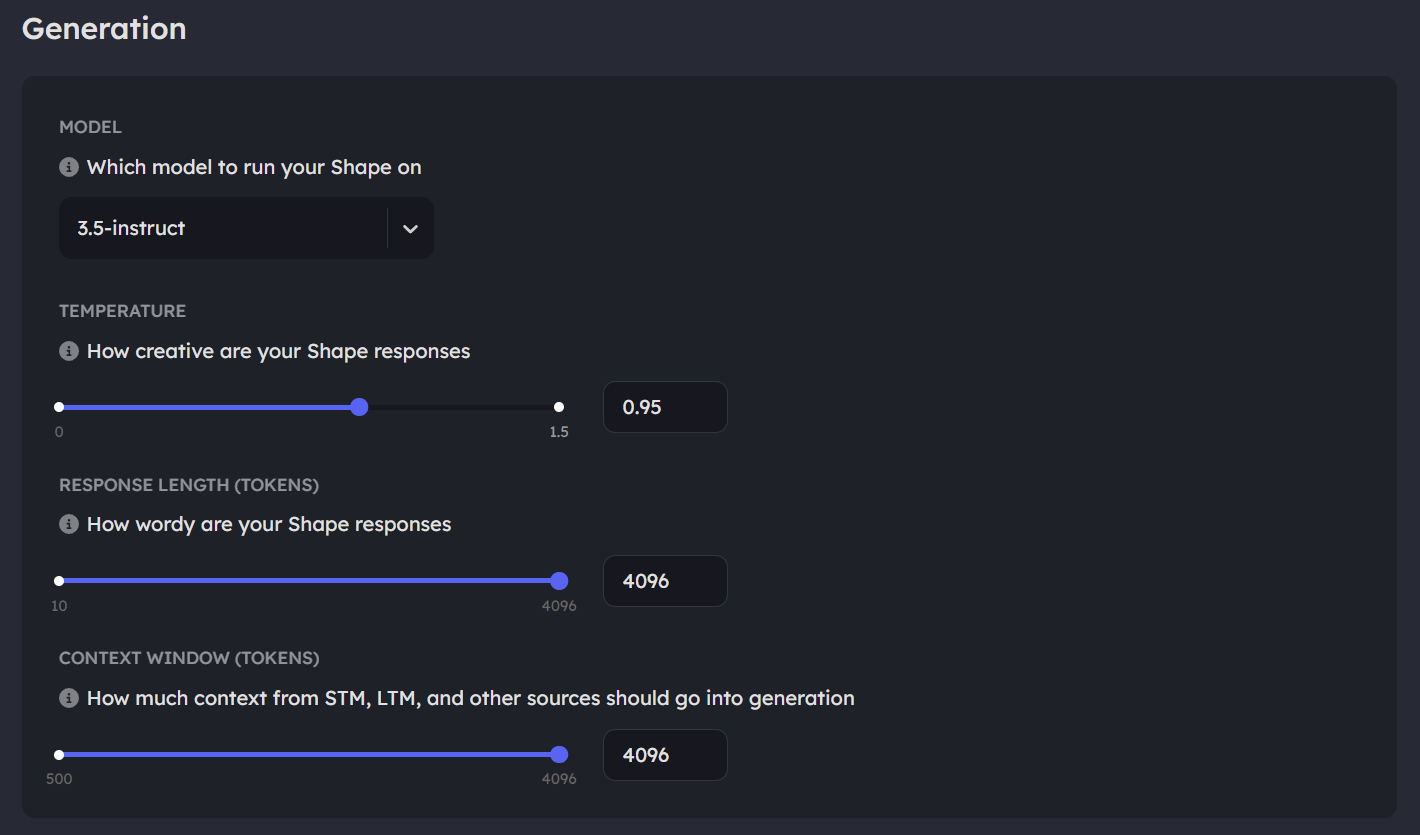 Generation
MODEL
Which model to run your Shape on
3.5-instruct
TEMPERATURE
How creative are your Shape responses
0.95
0 1.5
RESPONSE LENGTH (TOKENS)
How wordy are your Shape responses
4096
10 4096
CONTEXT WINDOW (TOKENS)
How much context from STM, LTM, and other sources should go into generation
4096
500 4096